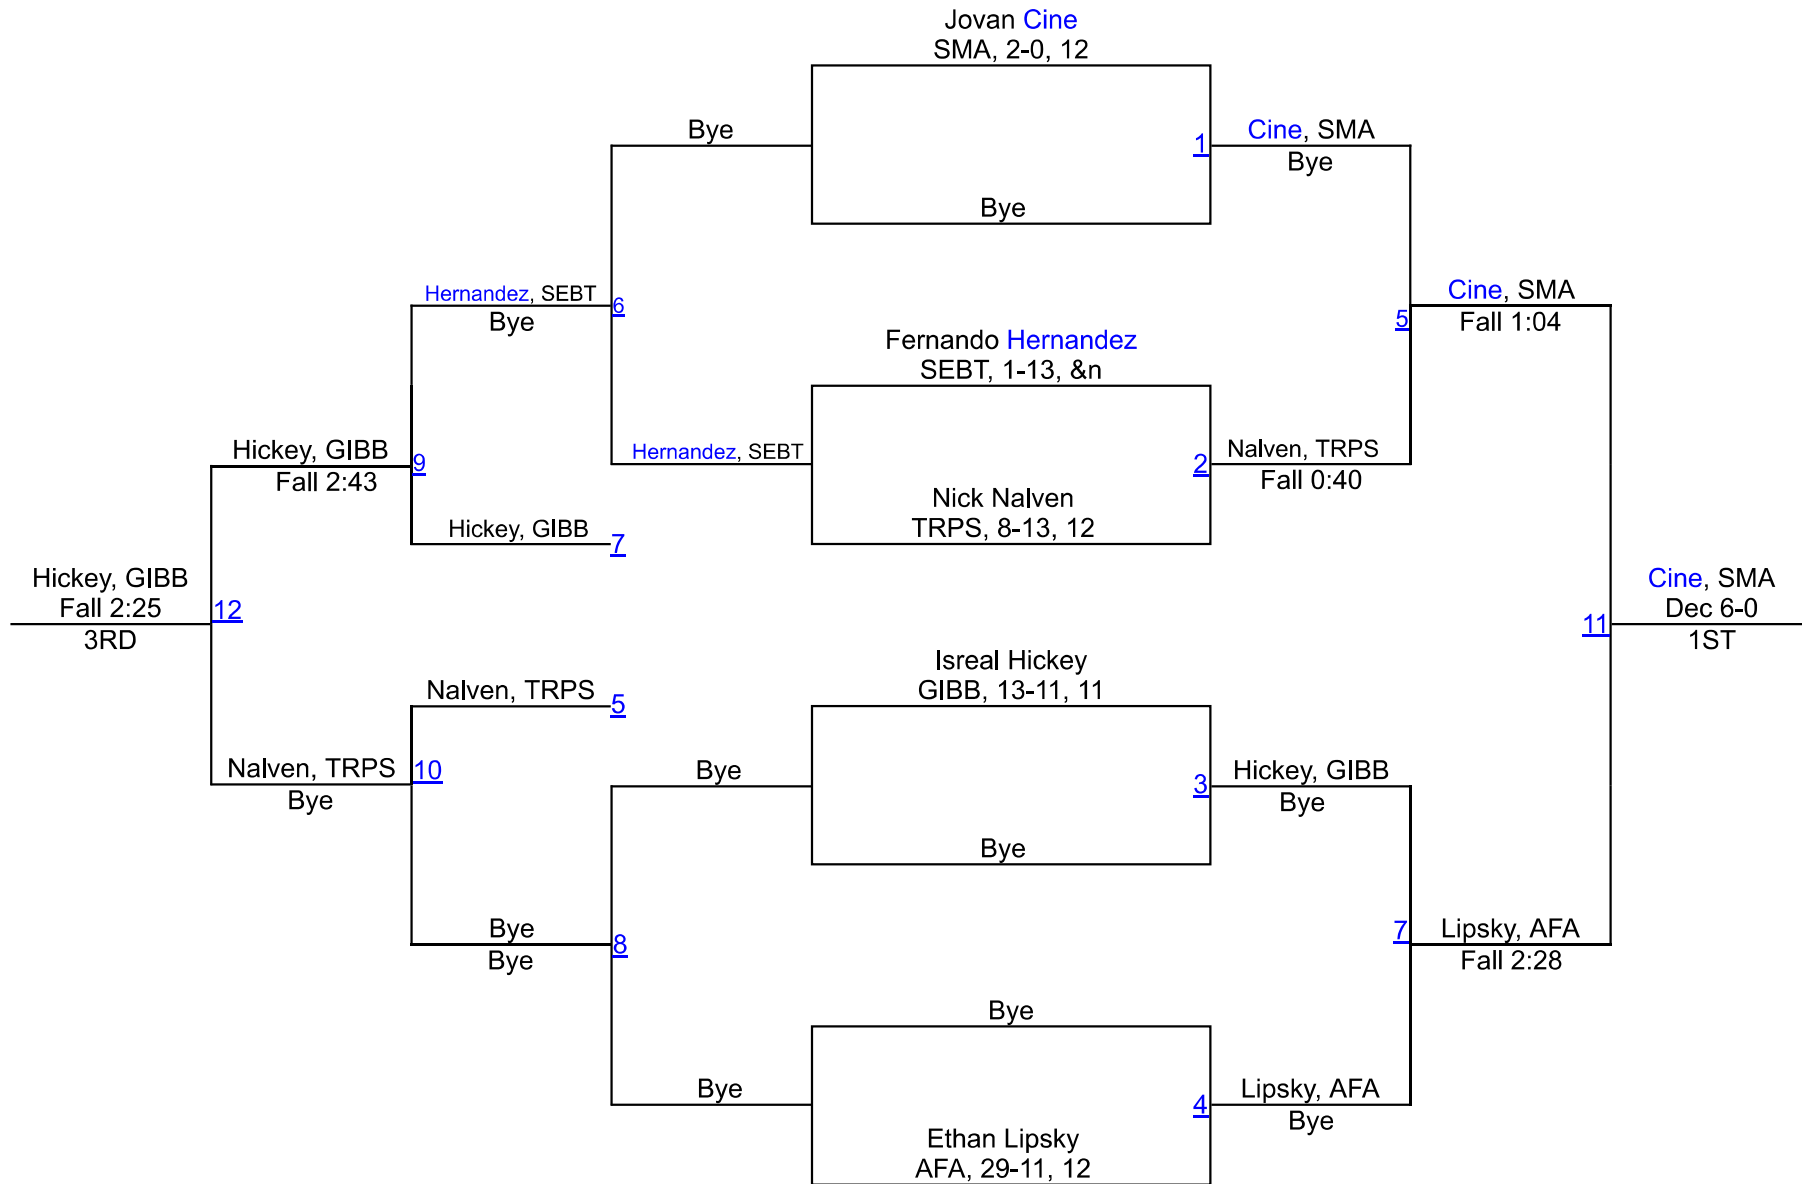 Jovan Cine
SMA, 2-0, 12
Bye
1
Cine, SMA
Bye
Bye
Hernandez, SEBT
Bye
6
5
Cine, SMA
Fall 1:04
Fernando Hernandez
SEBT, 1-13, &n
Hickey, GIBB
Fall 2:43
9
Hernandez, SEBT
2
Nalven, TRPS
Fall 0:40
Nick Nalven
TRPS, 8-13, 12
Hickey, GIBB
7
Hickey, GIBB
Fall 2:25
3RD
12
11
Cine, SMA
Dec 6-0
1ST
Isreal Hickey
GIBB, 13-11, 11
Nalven, TRPS
5
Nalven, TRPS
Bye
10
Bye
3
Hickey, GIBB
Bye
Bye
Bye
Bye
8
7
Lipsky, AFA
Fall 2:28
Bye
Bye
4
Lipsky, AFA
Bye
Ethan Lipsky
AFA, 29-11, 12